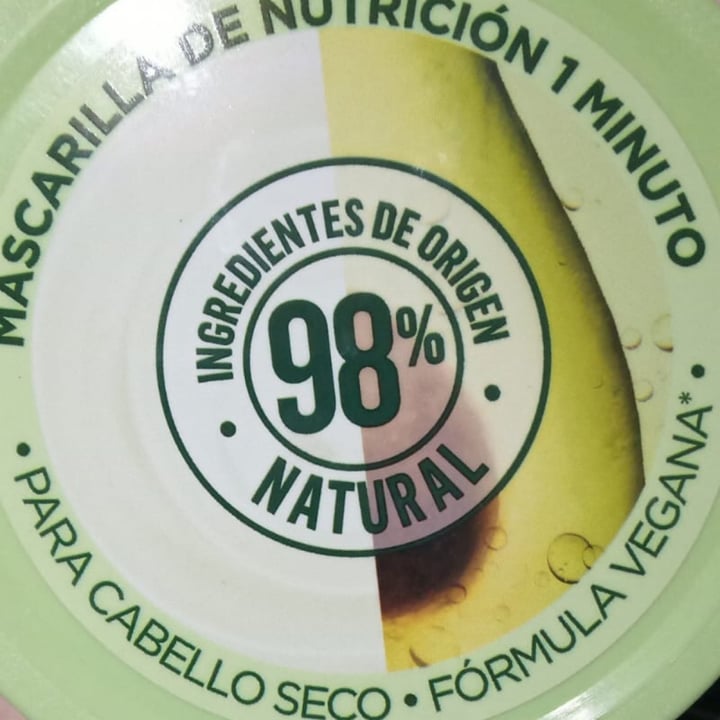 MASCARILLA DE NUTRICIÓN 1 MINUTO
INGREDIENTES DE ORIGEN
98%
NATURAL
• PARA CABELLO SECO • FÓRMULA VEGANA* •